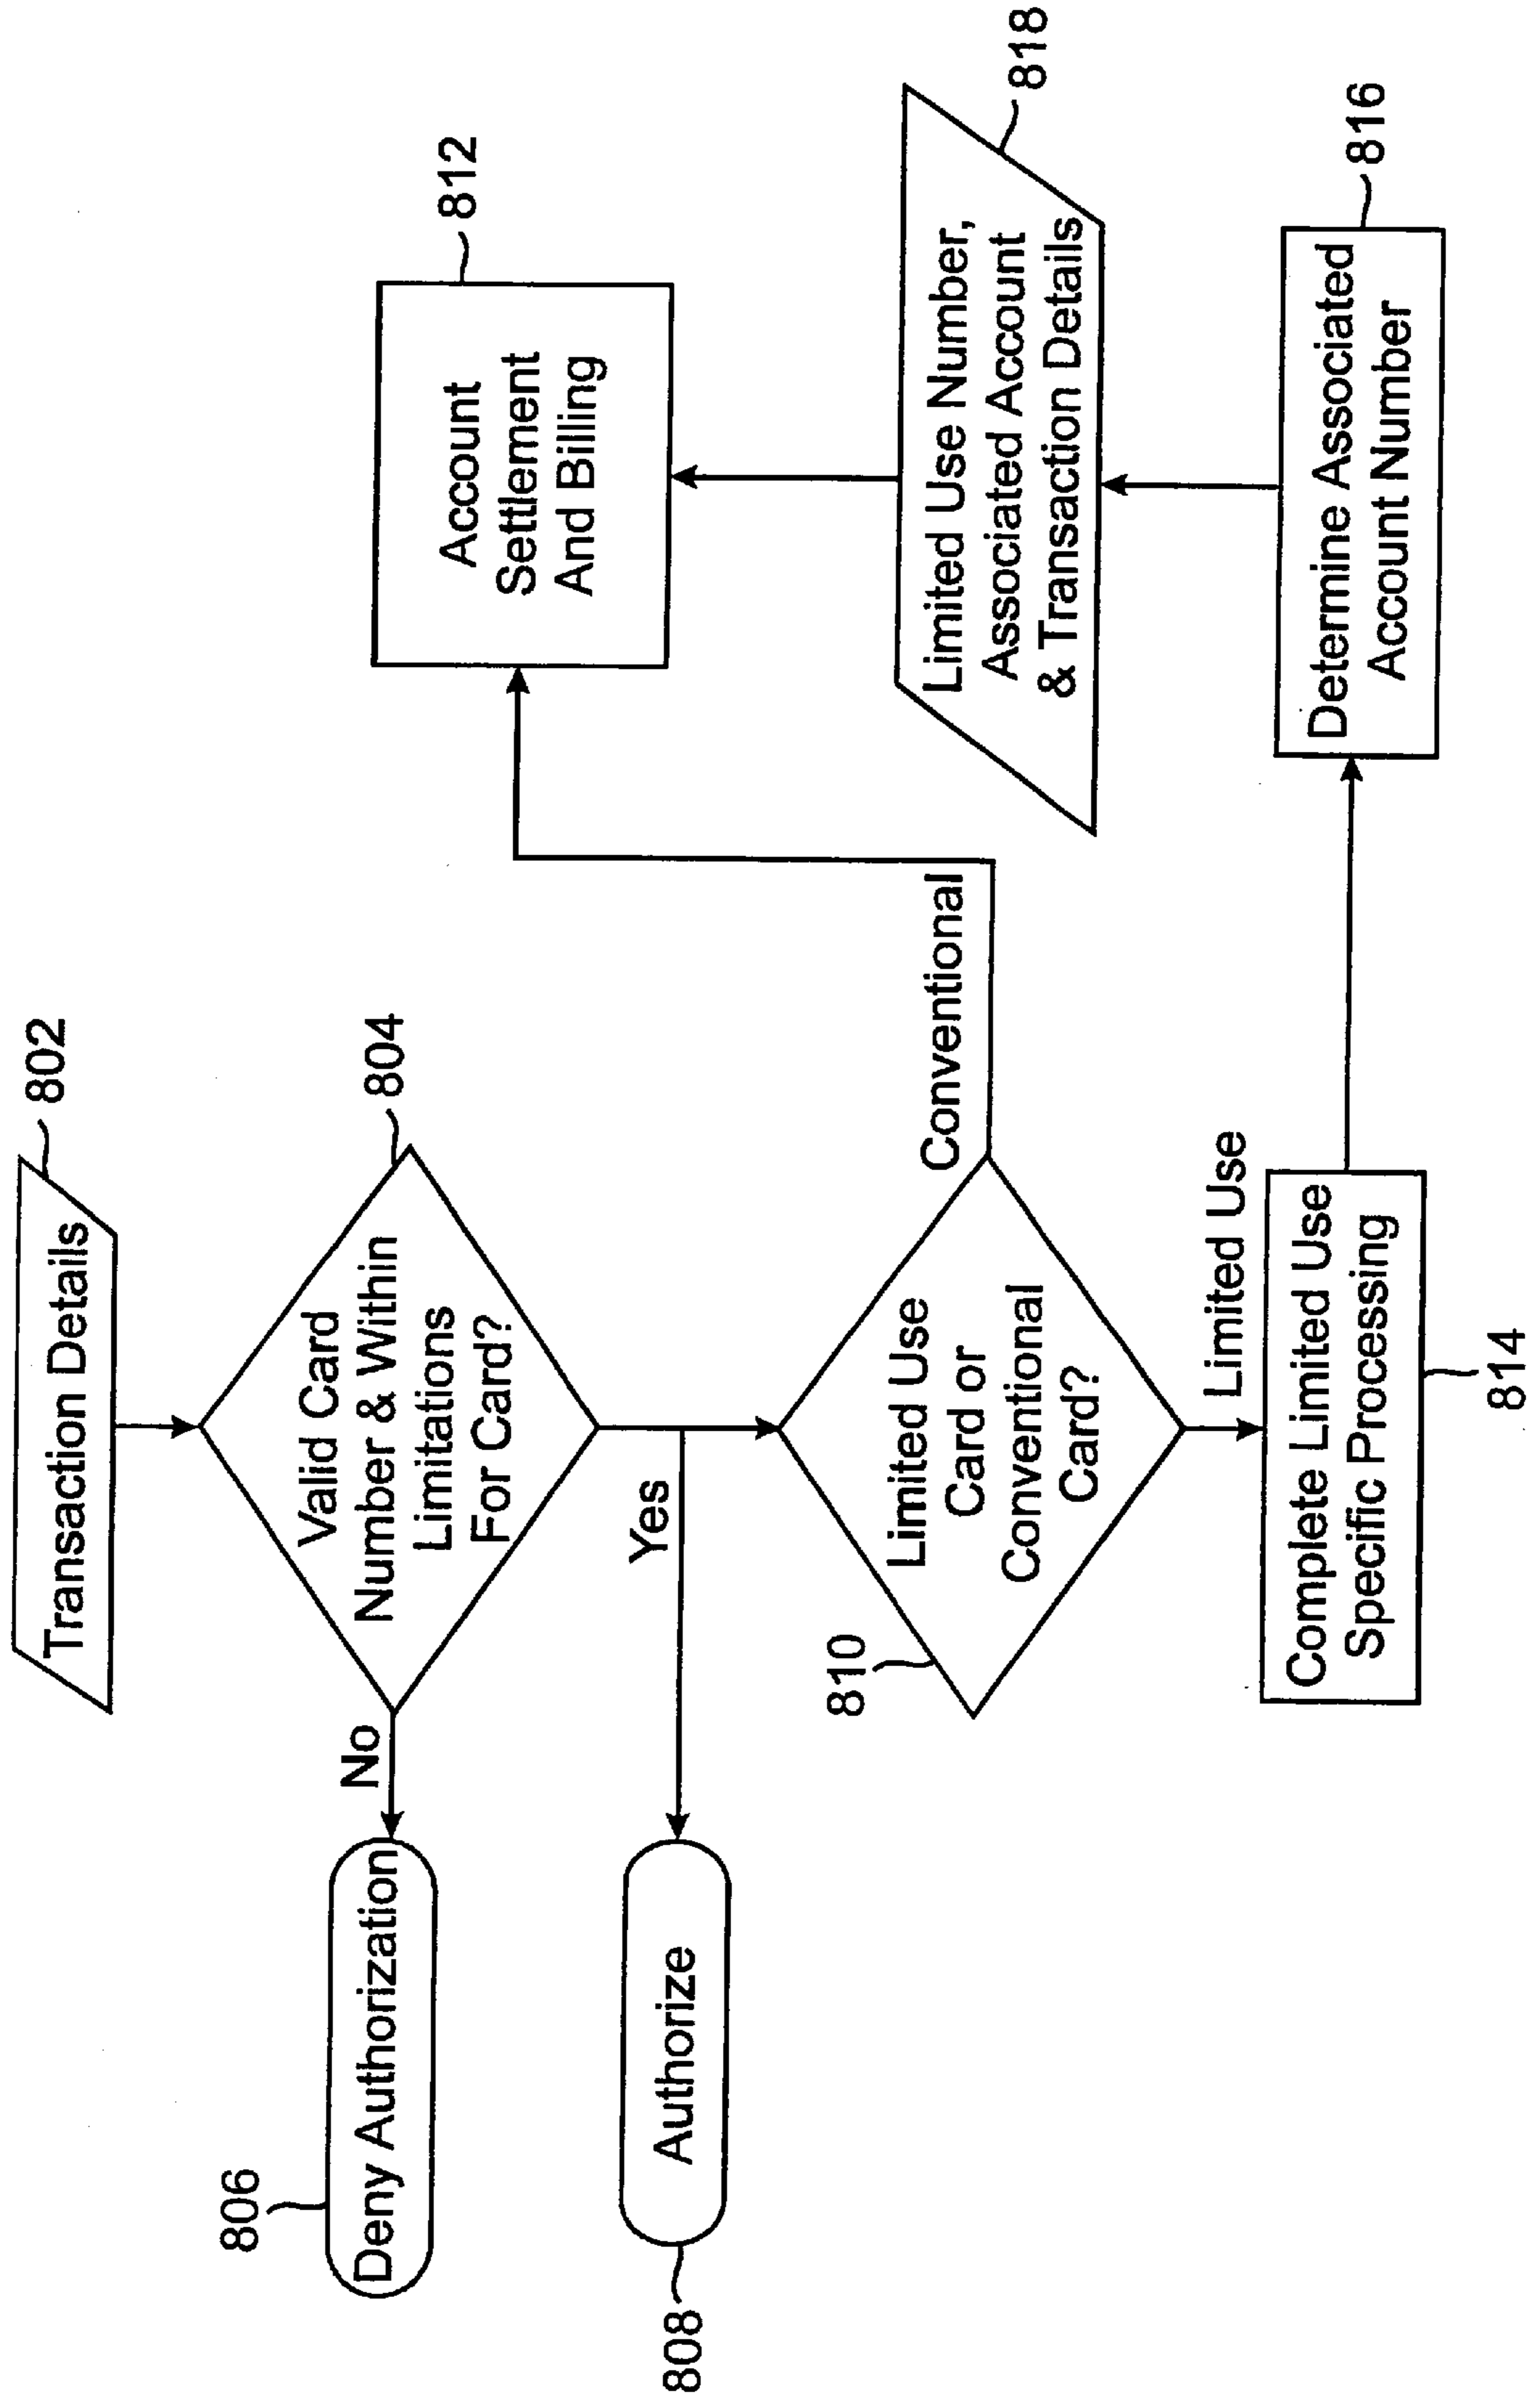 802
Transaction Details
804
Valid Card
Number & Within
Limitations
For Card?
No
806
Deny Authorization
Yes
808
Authorize
810
Limited Use
Card or
Conventional
Card?
Conventional
812
Account
Settlement
And Billing
Limited Use
Complete Limited Use
Specific Processing
814
Determine Associated
Account Number
816
Limited Use Number,
Associated Account
& Transaction Details
818